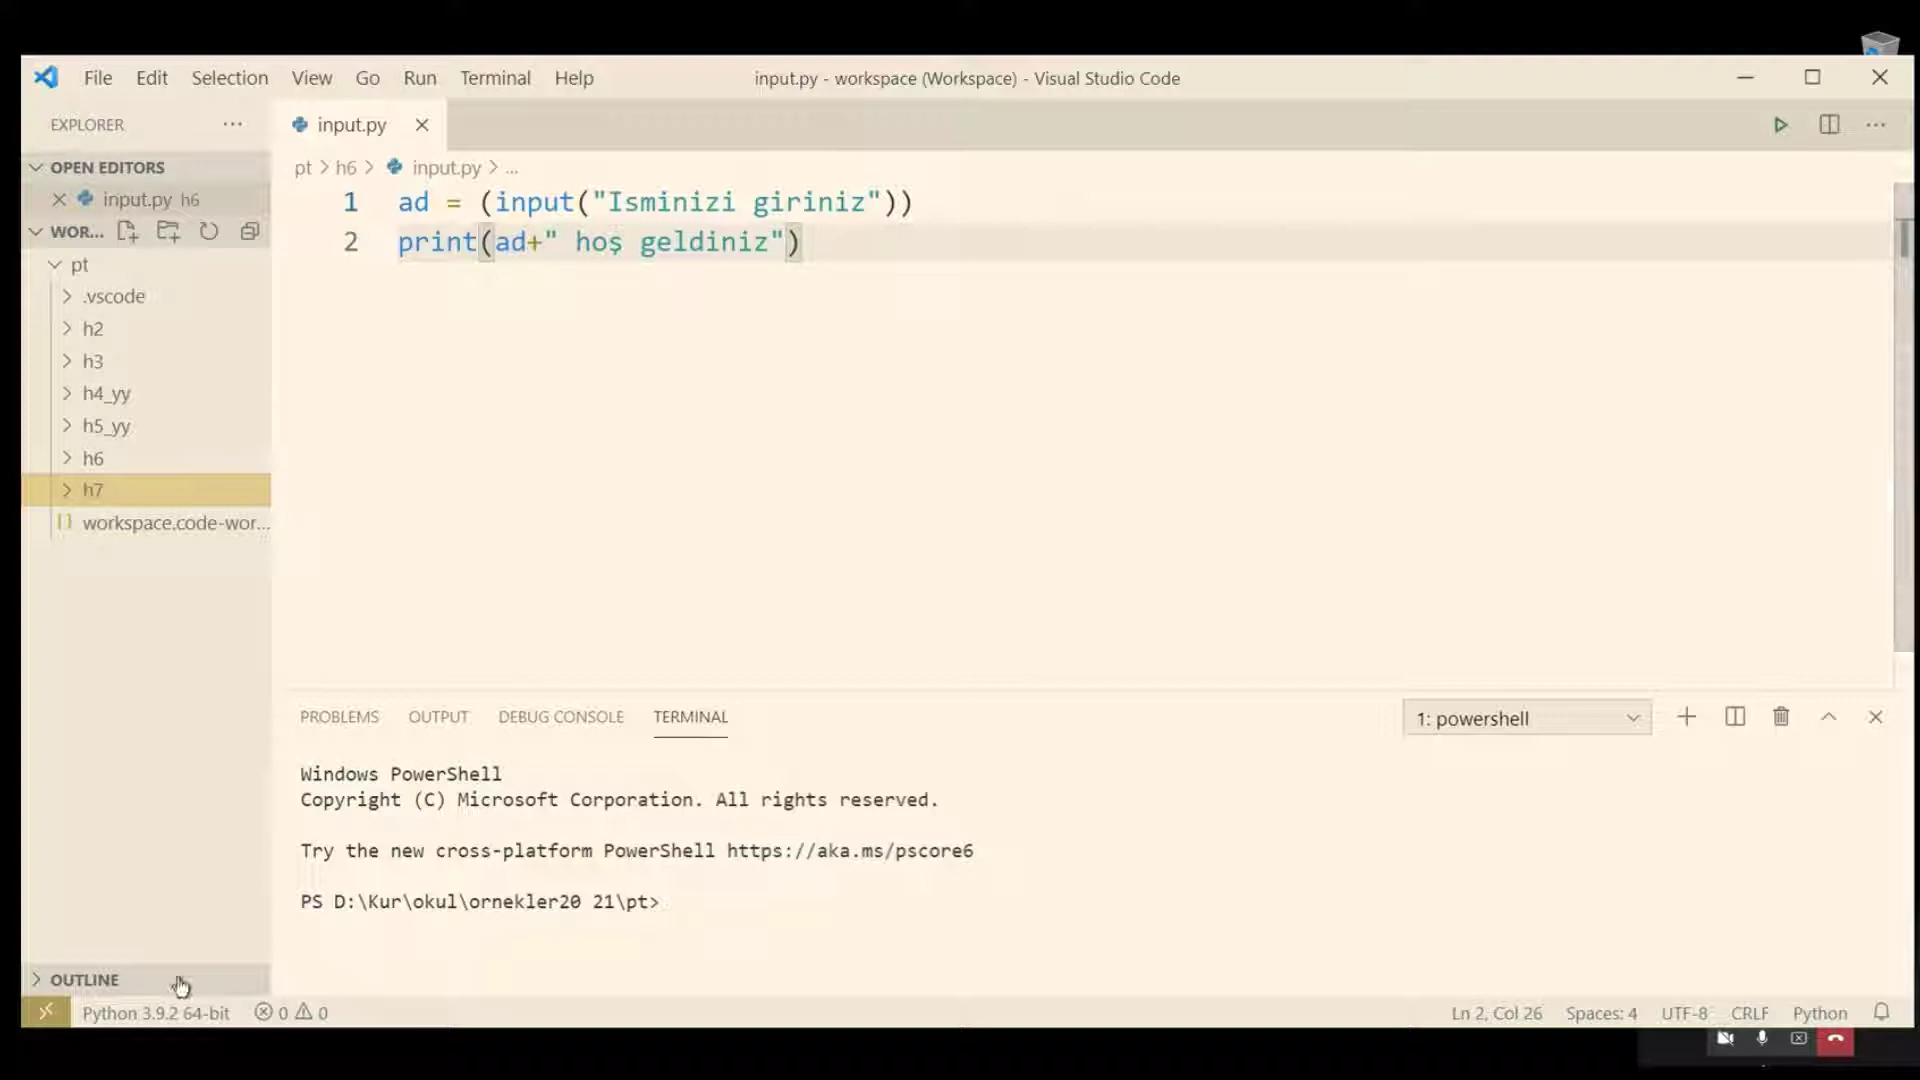 File Edit Selection View Go Run Terminal Help
input.py - workspace (Workspace) - Visual Studio Code
EXPLORER
input.py
OPEN EDITORS
input.py h6
WOR...
pt
.vscode
h2
h3
h4_yy
h5_yy
h6
h7
workspace.code-wor...
OUTLINE
pt > h6 > input.py > ...
1 ad = (input("Isminizi giriniz"))
2 print(ad+" hoş geldiniz")
PROBLEMS OUTPUT DEBUG CONSOLE TERMINAL
1: powershell
Windows PowerShell
Copyright (C) Microsoft Corporation. All rights reserved.
Try the new cross-platform PowerShell https://aka.ms/pscore6
PS D:\Kur\okul\ornekler20 21\pt>
Python 3.9.2 64-bit 0 0
Ln 2, Col 26 Spaces: 4 UTF-8 CRLF Python